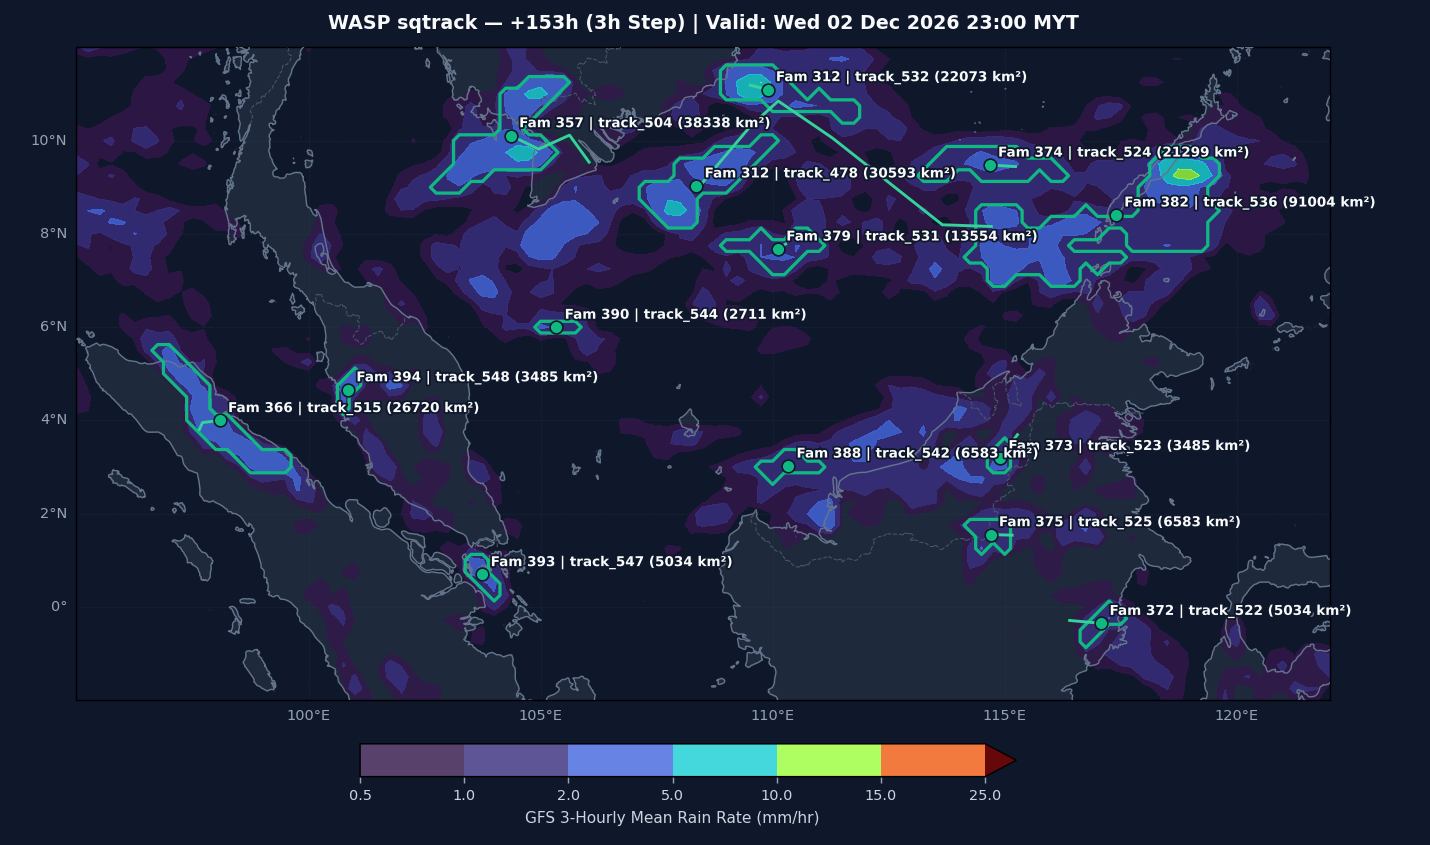 WASP sqtrack — +153h (3h Step) | Valid: Wed 02 Dec 2026 23:00 MYT
Fam 312 | track_532 (22073 km²)
Fam 357 | track_504 (38338 km²)
10°N
Fam 374 | track_524 (21299 km²)
Fam 312 | track_478 (30593 km²)
Fam 382 | track_536 (91004 km²)
8°N
Fam 379 | track_531 (13554 km²)
Fam 390 | track_544 (2711 km²)
6°N
Fam 394 | track_548 (3485 km²)
Fam 366 | track_515 (26720 km²)
4°N
Fam 373 | track_523 (3485 km²)
Fam 388 | track_542 (6583 km²)
2°N
Fam 375 | track_525 (6583 km²)
Fam 393 | track_547 (5034 km²)
0°
Fam 372 | track_522 (5034 km²)
100°E 105°E 110°E 115°E 120°E
0.5 1.0 2.0 5.0 10.0 15.0 25.0
GFS 3-Hourly Mean Rain Rate (mm/hr)